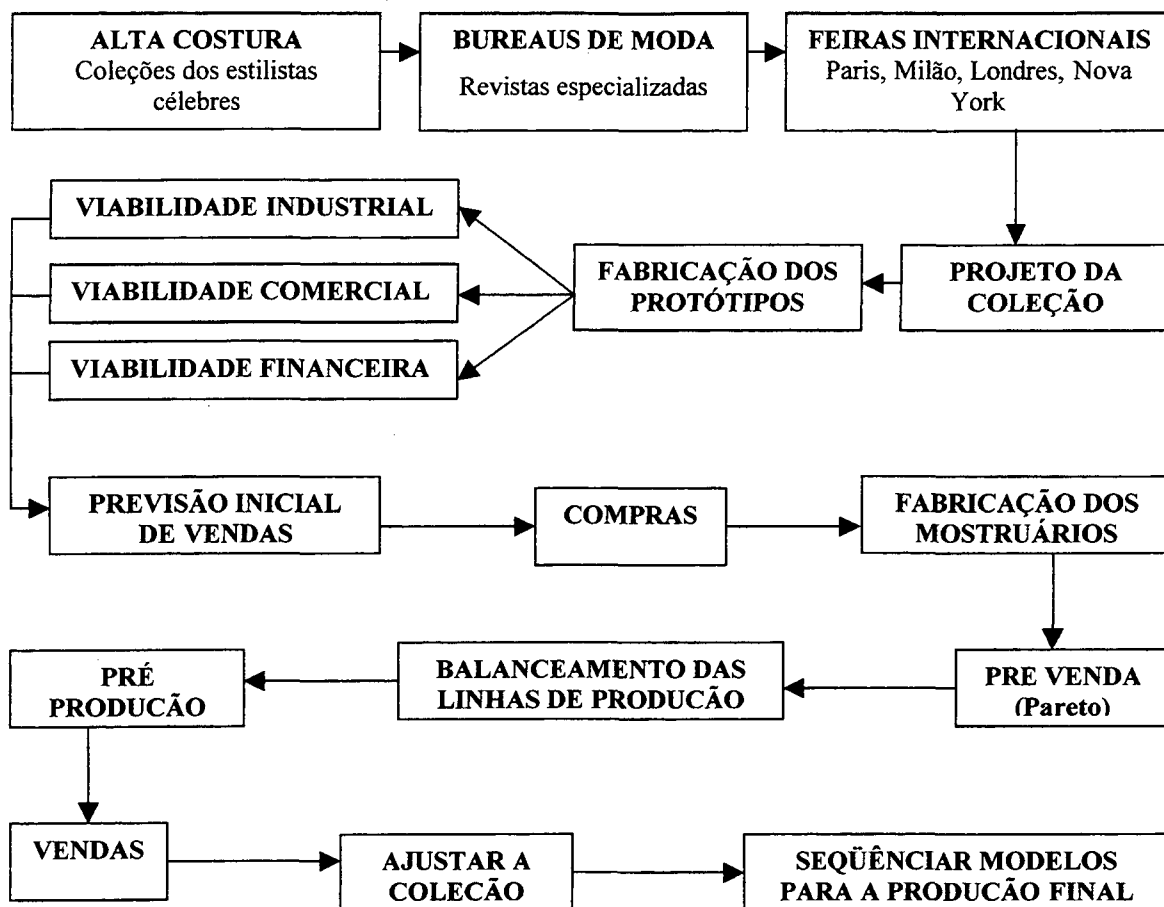 ALTA COSTURA
Coleções dos estilistas
célebres
BUREAUS DE MODA
Revistas especializadas
FEIRAS INTERNACIONAIS
Paris, Milão, Londres, Nova
York
VIABILIDADE INDUSTRIAL
VIABILIDADE COMERCIAL
VIABILIDADE FINANCEIRA
FABRICAÇÃO DOS
PROTÓTIPOS
PROJETO DA
COLEÇÃO
PREVISÃO INICIAL
DE VENDAS
COMPRAS
FABRICAÇÃO DOS
MOSTRUÁRIOS
PRÉ
PRODUCÃO
BALANCEAMENTO DAS
LINHAS DE PRODUCÃO
PRE VENDA
(Pareto)
VENDAS
AJUSTAR A
COLECÃO
SEQÜÊNCIAR MODELOS
PARA A PRODUCÃO FINAL